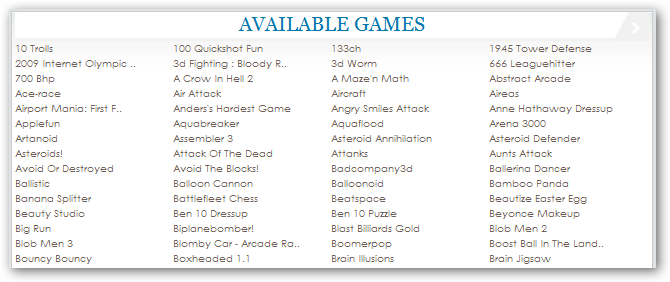 AVAILABLE GAMES
10 Trolls 100 Quickshot Fun 133ch 1945 Tower Defense
2009 Internet Olympic .. 3d Fighting : Bloody R.. 3d Worm 666 Leaguehitter
700 Bhp A Crow In Hell 2 A Maze'n Math Abstract Arcade
Ace-race Air Attack Aircraft Aireas
Airport Mania: First F.. Anders's Hardest Game Angry Smiles Attack Anne Hathaway Dressup
Applefun Aquabreaker Aquaflood Arena 3000
Artanoid Assembler 3 Asteroid Annihilation Asteroid Defender
Asteroids! Attack Of The Dead Attanks Aunts Attack
Avoid Or Destroyed Avoid The Blocks! Badcompany3d Ballerina Dancer
Ballistic Balloon Cannon Balloonoid Bamboo Panda
Banana Splitter Battlefleet Chess Beatspace Beautize Easter Egg
Beauty Studio Ben 10 Dressup Ben 10 Puzzle Beyonce Makeup
Big Run Biplanebomber! Blast Billiards Gold Blob Men 2
Blob Men 3 Blomby Car - Arcade Ra.. Boomerpop Boost Ball In The Land..
Bouncy Bouncy Boxheaded 1.1 Brain Illusions Brain Jigsaw